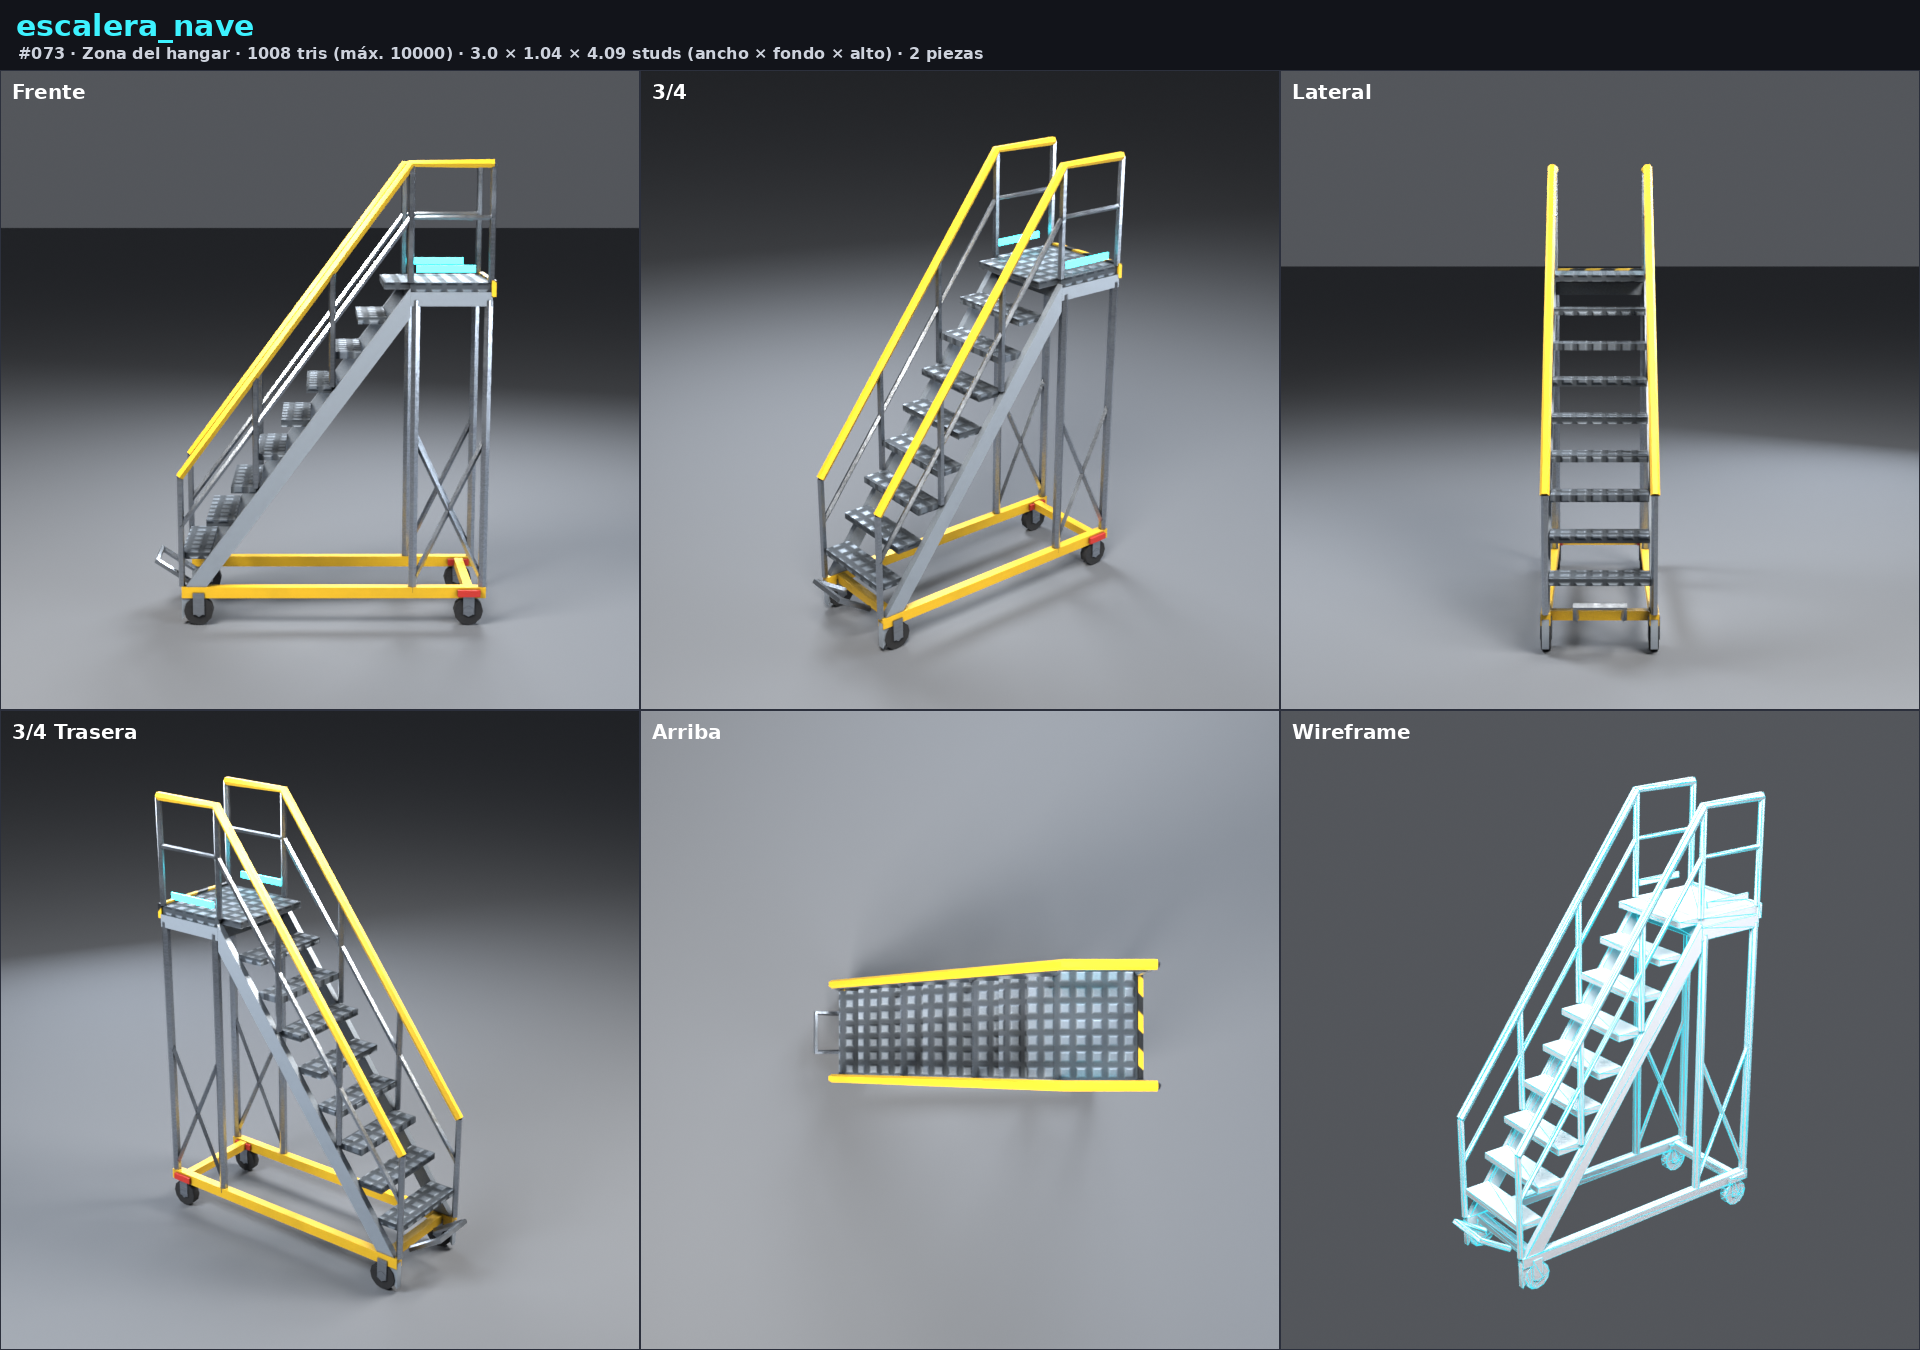 escalera_nave
#073 · Zona del hangar · 1008 tris (máx. 10000) · 3.0 × 1.04 × 4.09 studs (ancho × fondo × alto) · 2 piezas
Frente
3/4
Lateral
3/4 Trasera
Arriba
Wireframe